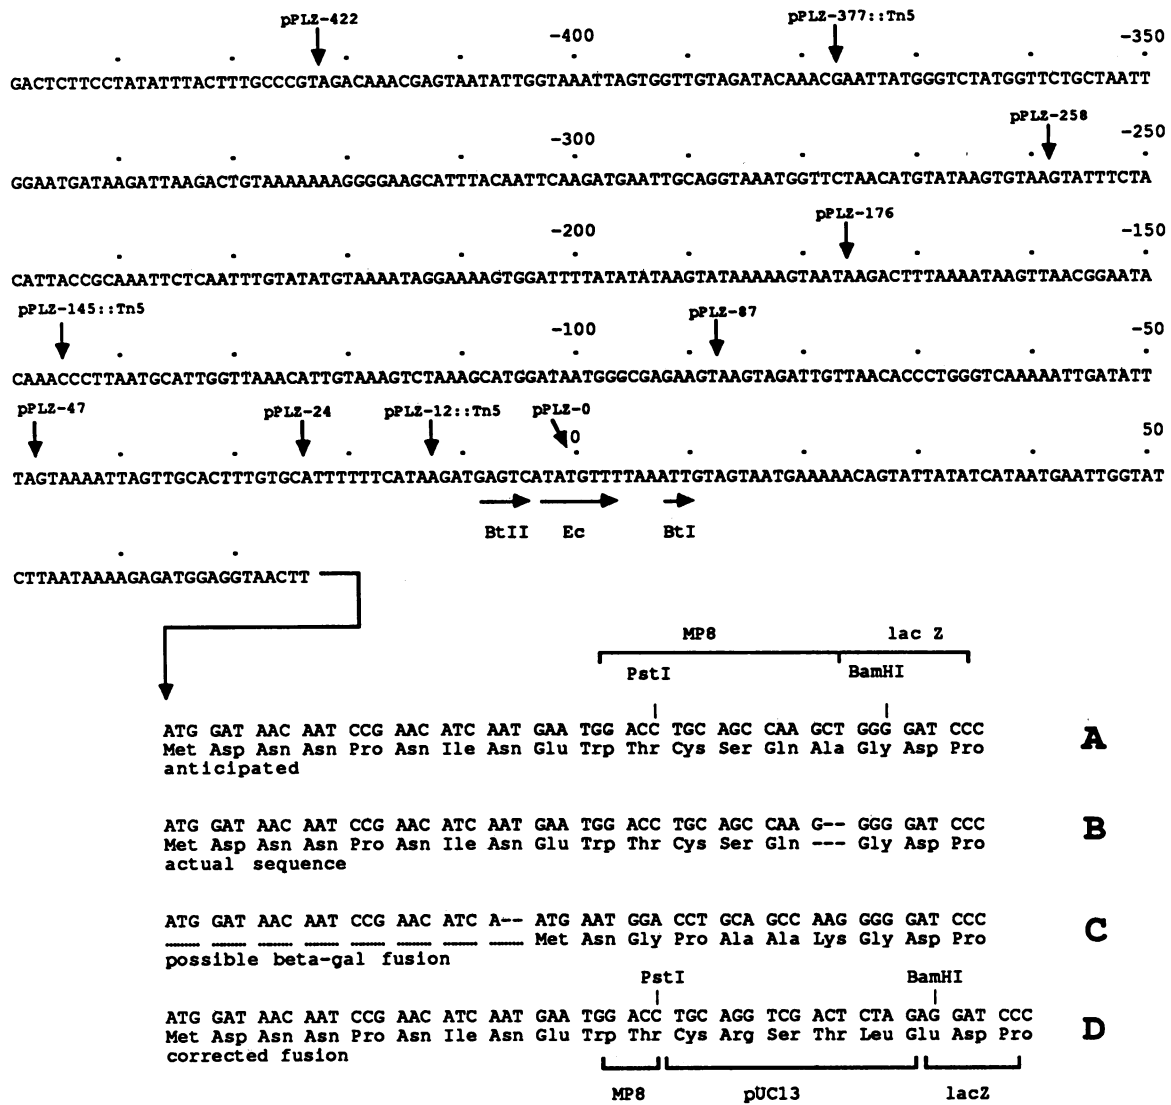 pPLZ-422 pPLZ-377::Tn5
-400 -350
GACTCTTCCTATATTTACTTTGCCCGTAGACAAACGAGTAATATTGGTAAATTAGTGGTTGTAGATACAAACGAATTATGGGTCTATGGTTCTGCTAATT
pPLZ-258
-300 -250
GGAATGATAAGATTAAGACTGTAAAAAAAGGGGAAGCATTTACAATTCAAGATGAATTGCAGGTAAATGGTTCTAACATGTATAAGTGTAAGTATTTCTA
pPLZ-176
-200 -150
CATTACCGCAAATTCTCAATTTGTATATGTAAAATAGGAAAAGTGGATTTTATATATAAGTATAAAAAGTAATAAGACTTTAAAATAAGTTAACGGAATA
pPLZ-145::Tn5 pPLZ-87
-100 -50
CAAACCCTTAATGCATTGGTTAAACATTGTAAAGTCTAAAGCATGGATAATGGGCGAGAAGTAAGTAGATTGTTAACACCCTGGGTCAAAAATTGATATT
pPLZ-47 pPLZ-24 pPLZ-12::Tn5 pPLZ-0
0 50
TAGTAAAATTAGTTGCACTTTGTGCATTTTTTCATAAGATGAGTCATATGTTTTAAATTGTAGTAATGAAAAACAGTATTATATCATAATGAATTGGTAT
BtII Ec BtI
CTTAATAAAAGAGATGGAGGTAACTT
MP8 lac Z
PstI BamHI
ATG GAT AAC AAT CCG AAC ATC AAT GAA TGG ACC TGC AGC CAA GCT GGG GAT CCC
Met Asp Asn Asn Pro Asn Ile Asn Glu Trp Thr Cys Ser Gln Ala Gly Asp Pro
anticipated
A
ATG GAT AAC AAT CCG AAC ATC AAT GAA TGG ACC TGC AGC CAA G-- GGG GAT CCC
Met Asp Asn Asn Pro Asn Ile Asn Glu Trp Thr Cys Ser Gln --- Gly Asp Pro
actual sequence
B
ATG GAT AAC AAT CCG AAC ATC A-- ATG AAT GGA CCT GCA GCC AAG GGG GAT CCC
Met Asn Gly Pro Ala Ala Lys Gly Asp Pro
possible beta-gal fusion
C
PstI BamHI
ATG GAT AAC AAT CCG AAC ATC AAT GAA TGG ACC TGC AGG TCG ACT CTA GAG GAT CCC
Met Asp Asn Asn Pro Asn Ile Asn Glu Trp Thr Cys Arg Ser Thr Leu Glu Asp Pro
corrected fusion
D
MP8 pUC13 lacZ